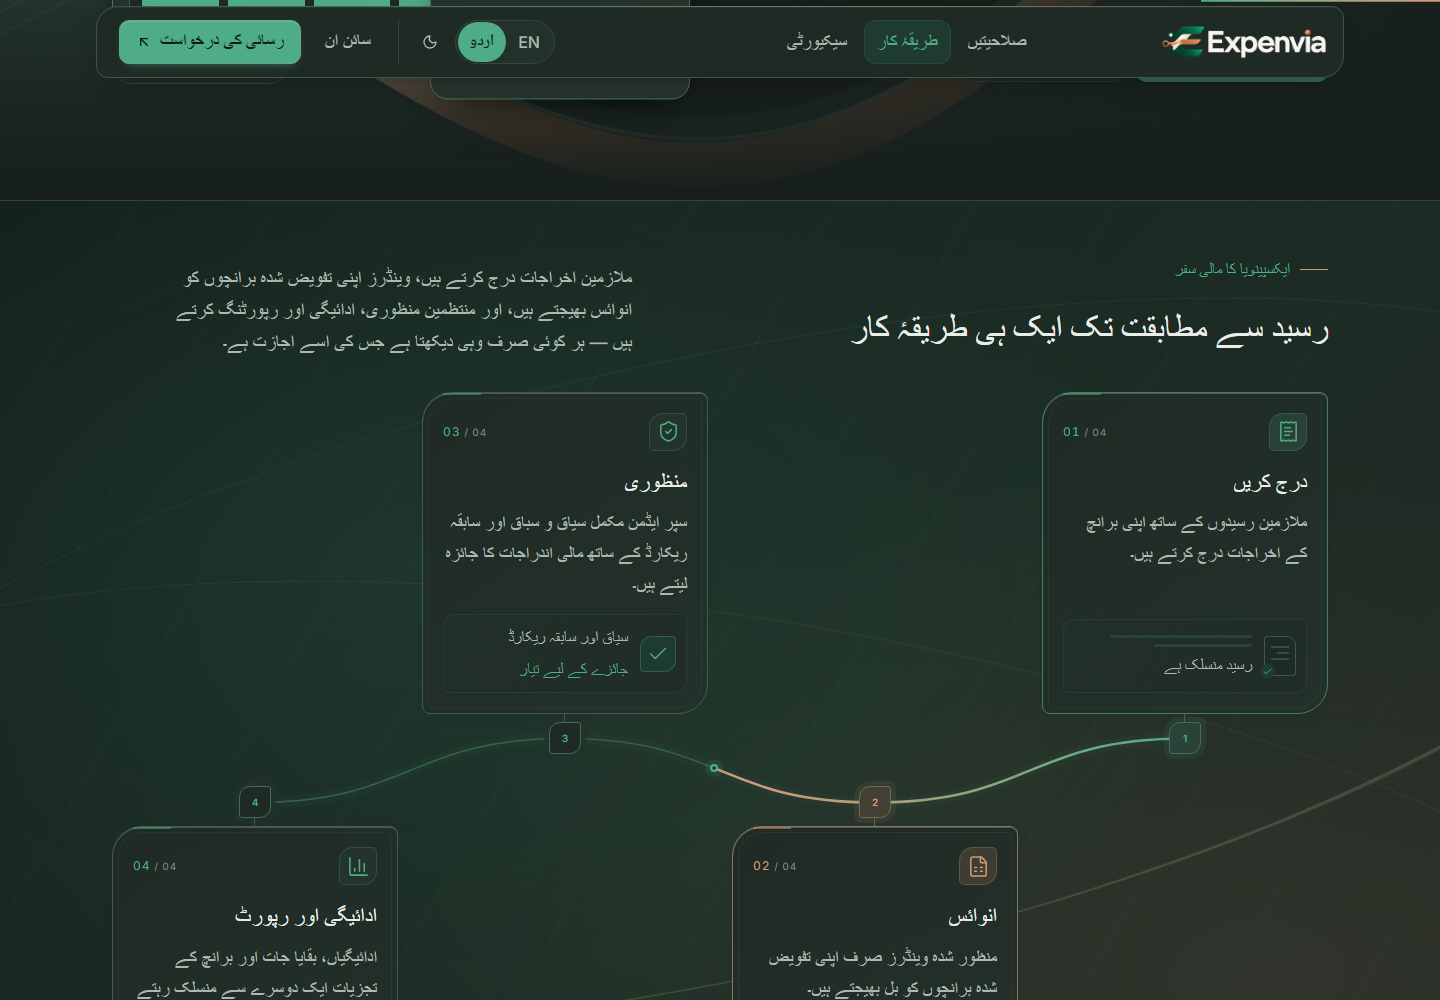 Expenvia
صلاحیتیں
طریقۂ کار
سیکیورٹی
EN
اردو
سائن ان
رسائی کی درخواست
ایکسپینویا کا مالی سفر
رسید سے مطابقت تک ایک ہی طریقۂ کار
ملازمین اخراجات درج کرتے ہیں، وینڈرز اپنی تفویض شدہ برانچوں کو
انوائس بھیجتے ہیں، اور منتظمین منظوری، ادائیگی اور رپورٹنگ کرتے
ہیں — ہر کوئی صرف وہی دیکھتا ہے جس کی اسے اجازت ہے۔
01 / 04
درج کریں
ملازمین رسیدوں کے ساتھ اپنی برانچ
کے اخراجات درج کرتے ہیں۔
رسید منسلک ہے
1
02 / 04
انوائس
منظور شدہ وینڈرز صرف اپنی تفویض
شدہ برانچوں کو بل بھیجتے ہیں۔
2
03 / 04
منظوری
سپر ایڈمن مکمل سیاق و سباق اور سابقہ
ریکارڈ کے ساتھ مالی اندراجات کا جائزہ
لیتے ہیں۔
سیاق اور سابقہ ریکارڈ
جائزے کے لیے تیار
3
04 / 04
ادائیگی اور رپورٹ
ادائیگیاں، بقایا جات اور برانچ کے
تجزیات ایک دوسرے سے منسلک رہتے
4